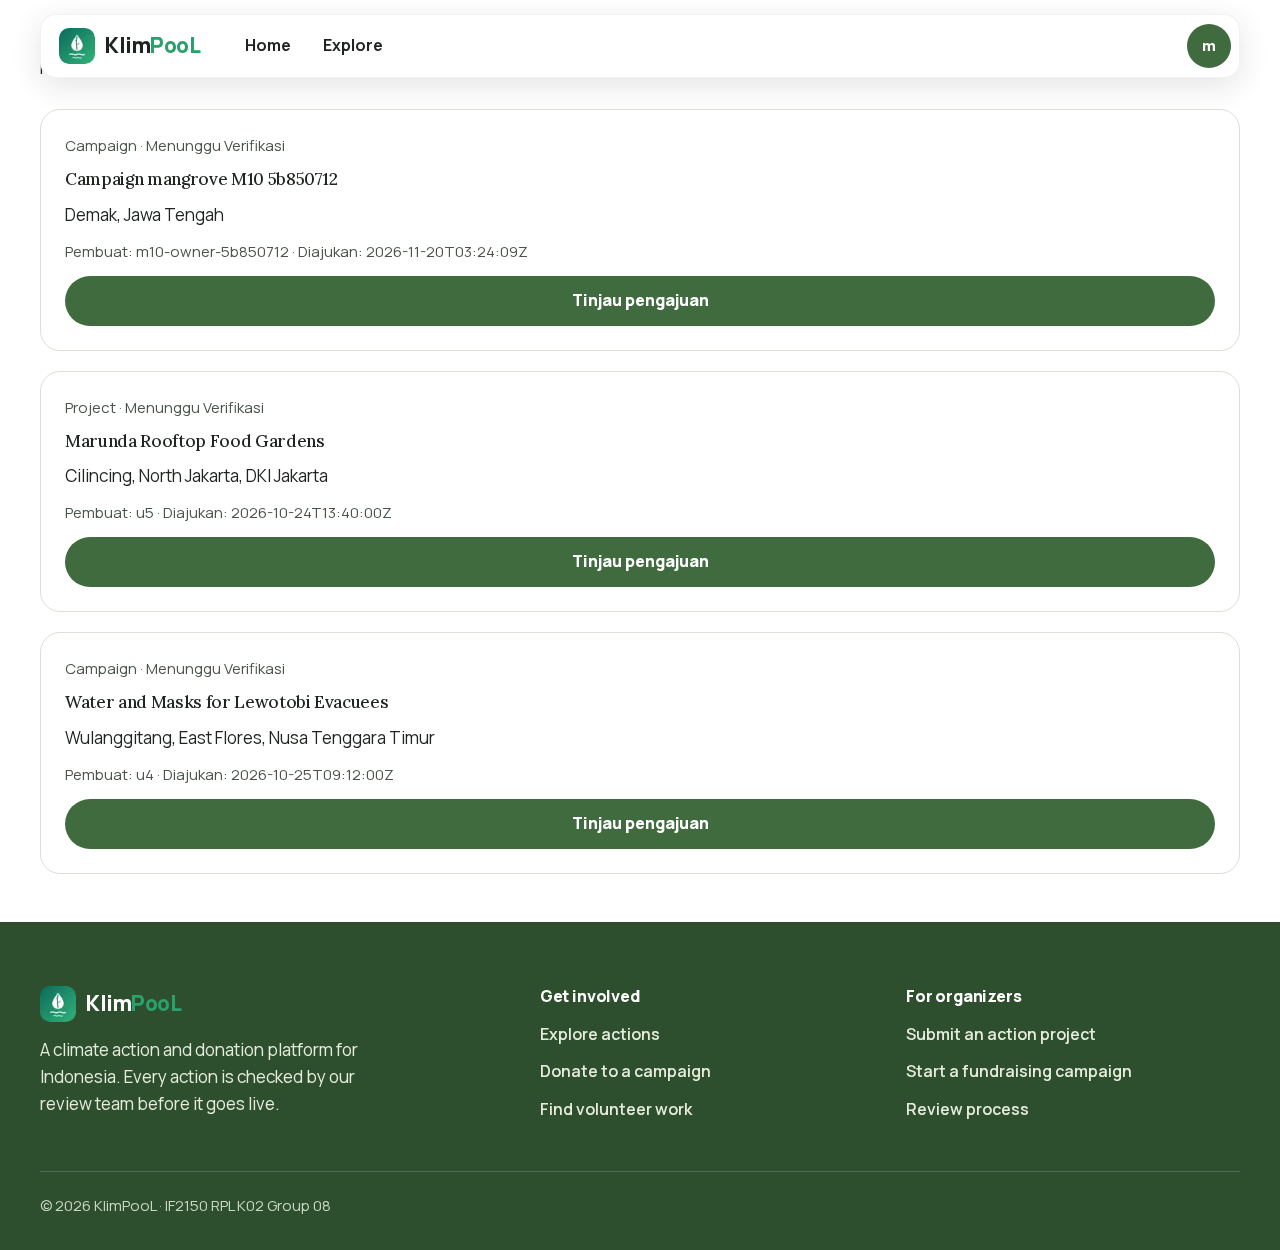 KlimPooL
Home
Explore
m
Campaign · Menunggu Verifikasi
Campaign mangrove M10 5b850712
Demak, Jawa Tengah
Pembuat: m10-owner-5b850712 · Diajukan: 2026-11-20T03:24:09Z
Tinjau pengajuan
Project · Menunggu Verifikasi
Marunda Rooftop Food Gardens
Cilincing, North Jakarta, DKI Jakarta
Pembuat: u5 · Diajukan: 2026-10-24T13:40:00Z
Tinjau pengajuan
Campaign · Menunggu Verifikasi
Water and Masks for Lewotobi Evacuees
Wulanggitang, East Flores, Nusa Tenggara Timur
Pembuat: u4 · Diajukan: 2026-10-25T09:12:00Z
Tinjau pengajuan
KlimPooL
A climate action and donation platform for
Indonesia. Every action is checked by our
review team before it goes live.
Get involved
Explore actions
Donate to a campaign
Find volunteer work
For organizers
Submit an action project
Start a fundraising campaign
Review process
© 2026 KlimPooL · IF2150 RPL K02 Group 08